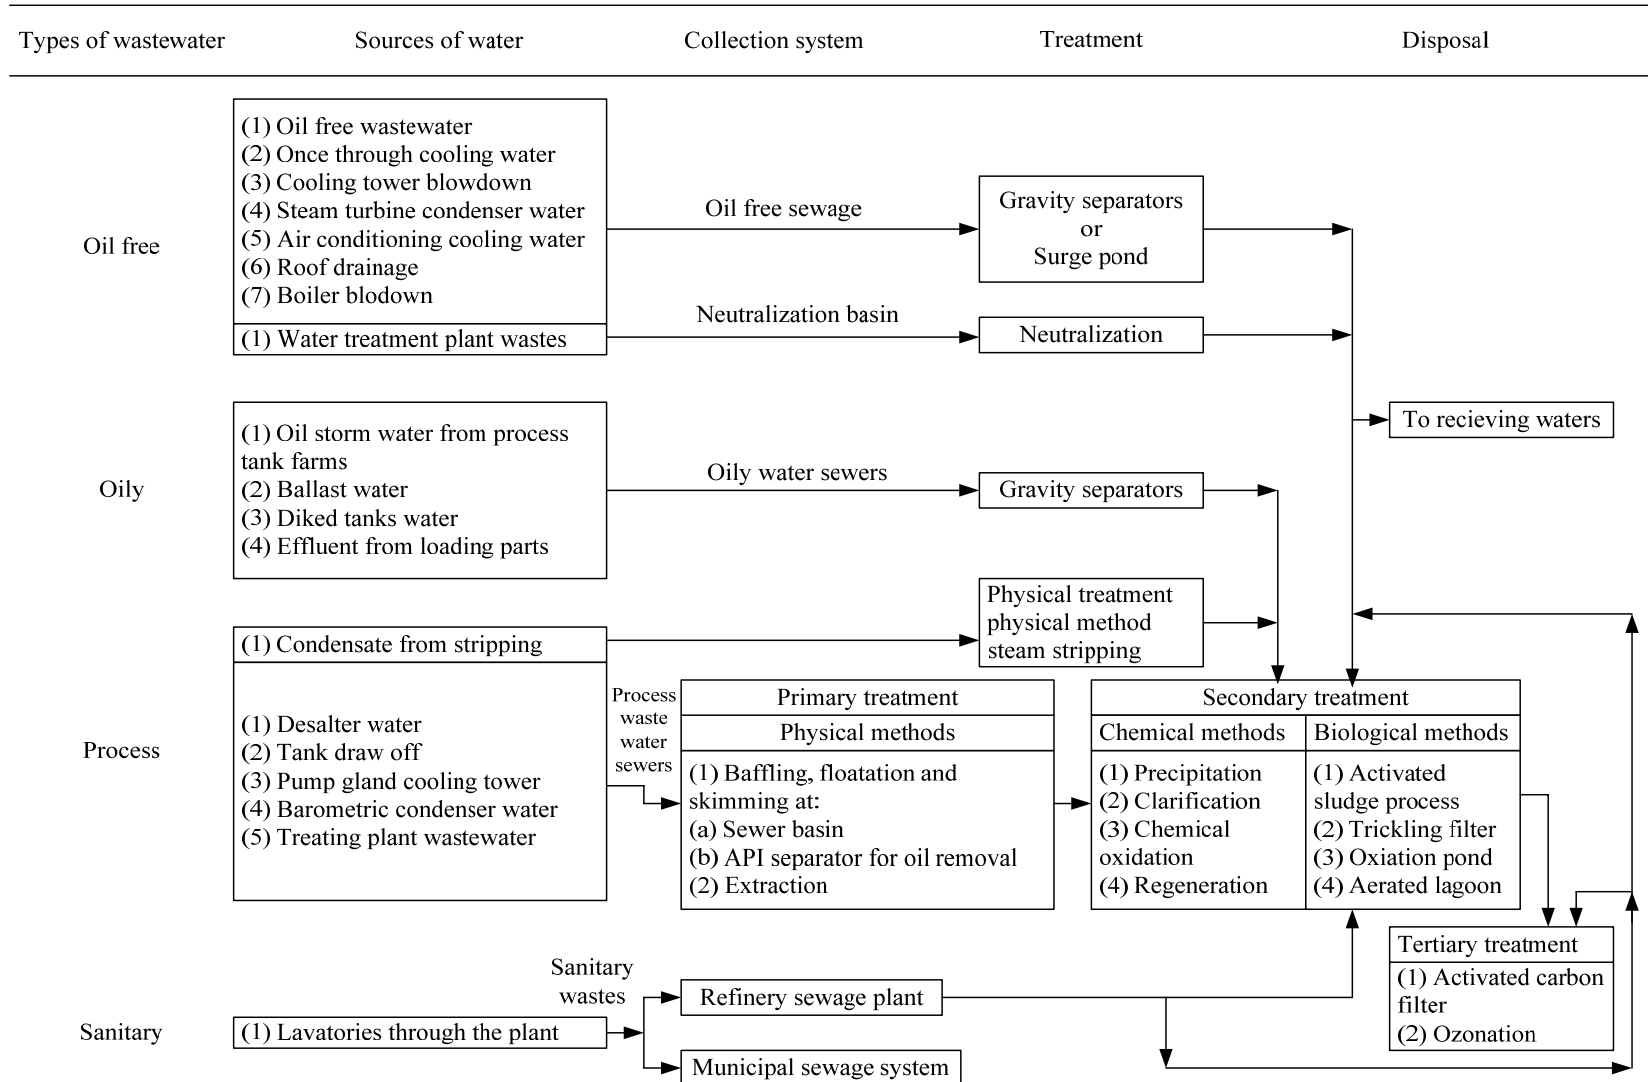 Types of wastewater
Sources of water
Collection system
Treatment
Disposal
Oil free
(1) Oil free wastewater
(2) Once through cooling water
(3) Cooling tower blowdown
(4) Steam turbine condenser water
(5) Air conditioning cooling water
(6) Roof drainage
(7) Boiler blodown
(1) Water treatment plant wastes
Oil free sewage
Neutralization basin
Gravity separators
or
Surge pond
Neutralization
To recieving waters
Oily
(1) Oil storm water from process
tank farms
(2) Ballast water
(3) Diked tanks water
(4) Effluent from loading parts
Oily water sewers
Gravity separators
Process
(1) Condensate from stripping
Physical treatment
physical method
steam stripping
(1) Desalter water
(2) Tank draw off
(3) Pump gland cooling tower
(4) Barometric condenser water
(5) Treating plant wastewater
Process
waste
water
sewers
Primary treatment
Physical methods
(1) Baffling, floatation and
skimming at:
(a) Sewer basin
(b) API separator for oil removal
(2) Extraction
Secondary treatment
Chemical methods
(1) Precipitation
(2) Clarification
(3) Chemical
oxidation
(4) Regeneration
Biological methods
(1) Activated
sludge process
(2) Trickling filter
(3) Oxiation pond
(4) Aerated lagoon
Tertiary treatment
(1) Activated carbon
filter
(2) Ozonation
Sanitary
(1) Lavatories through the plant
Sanitary
wastes
Refinery sewage plant
Municipal sewage system